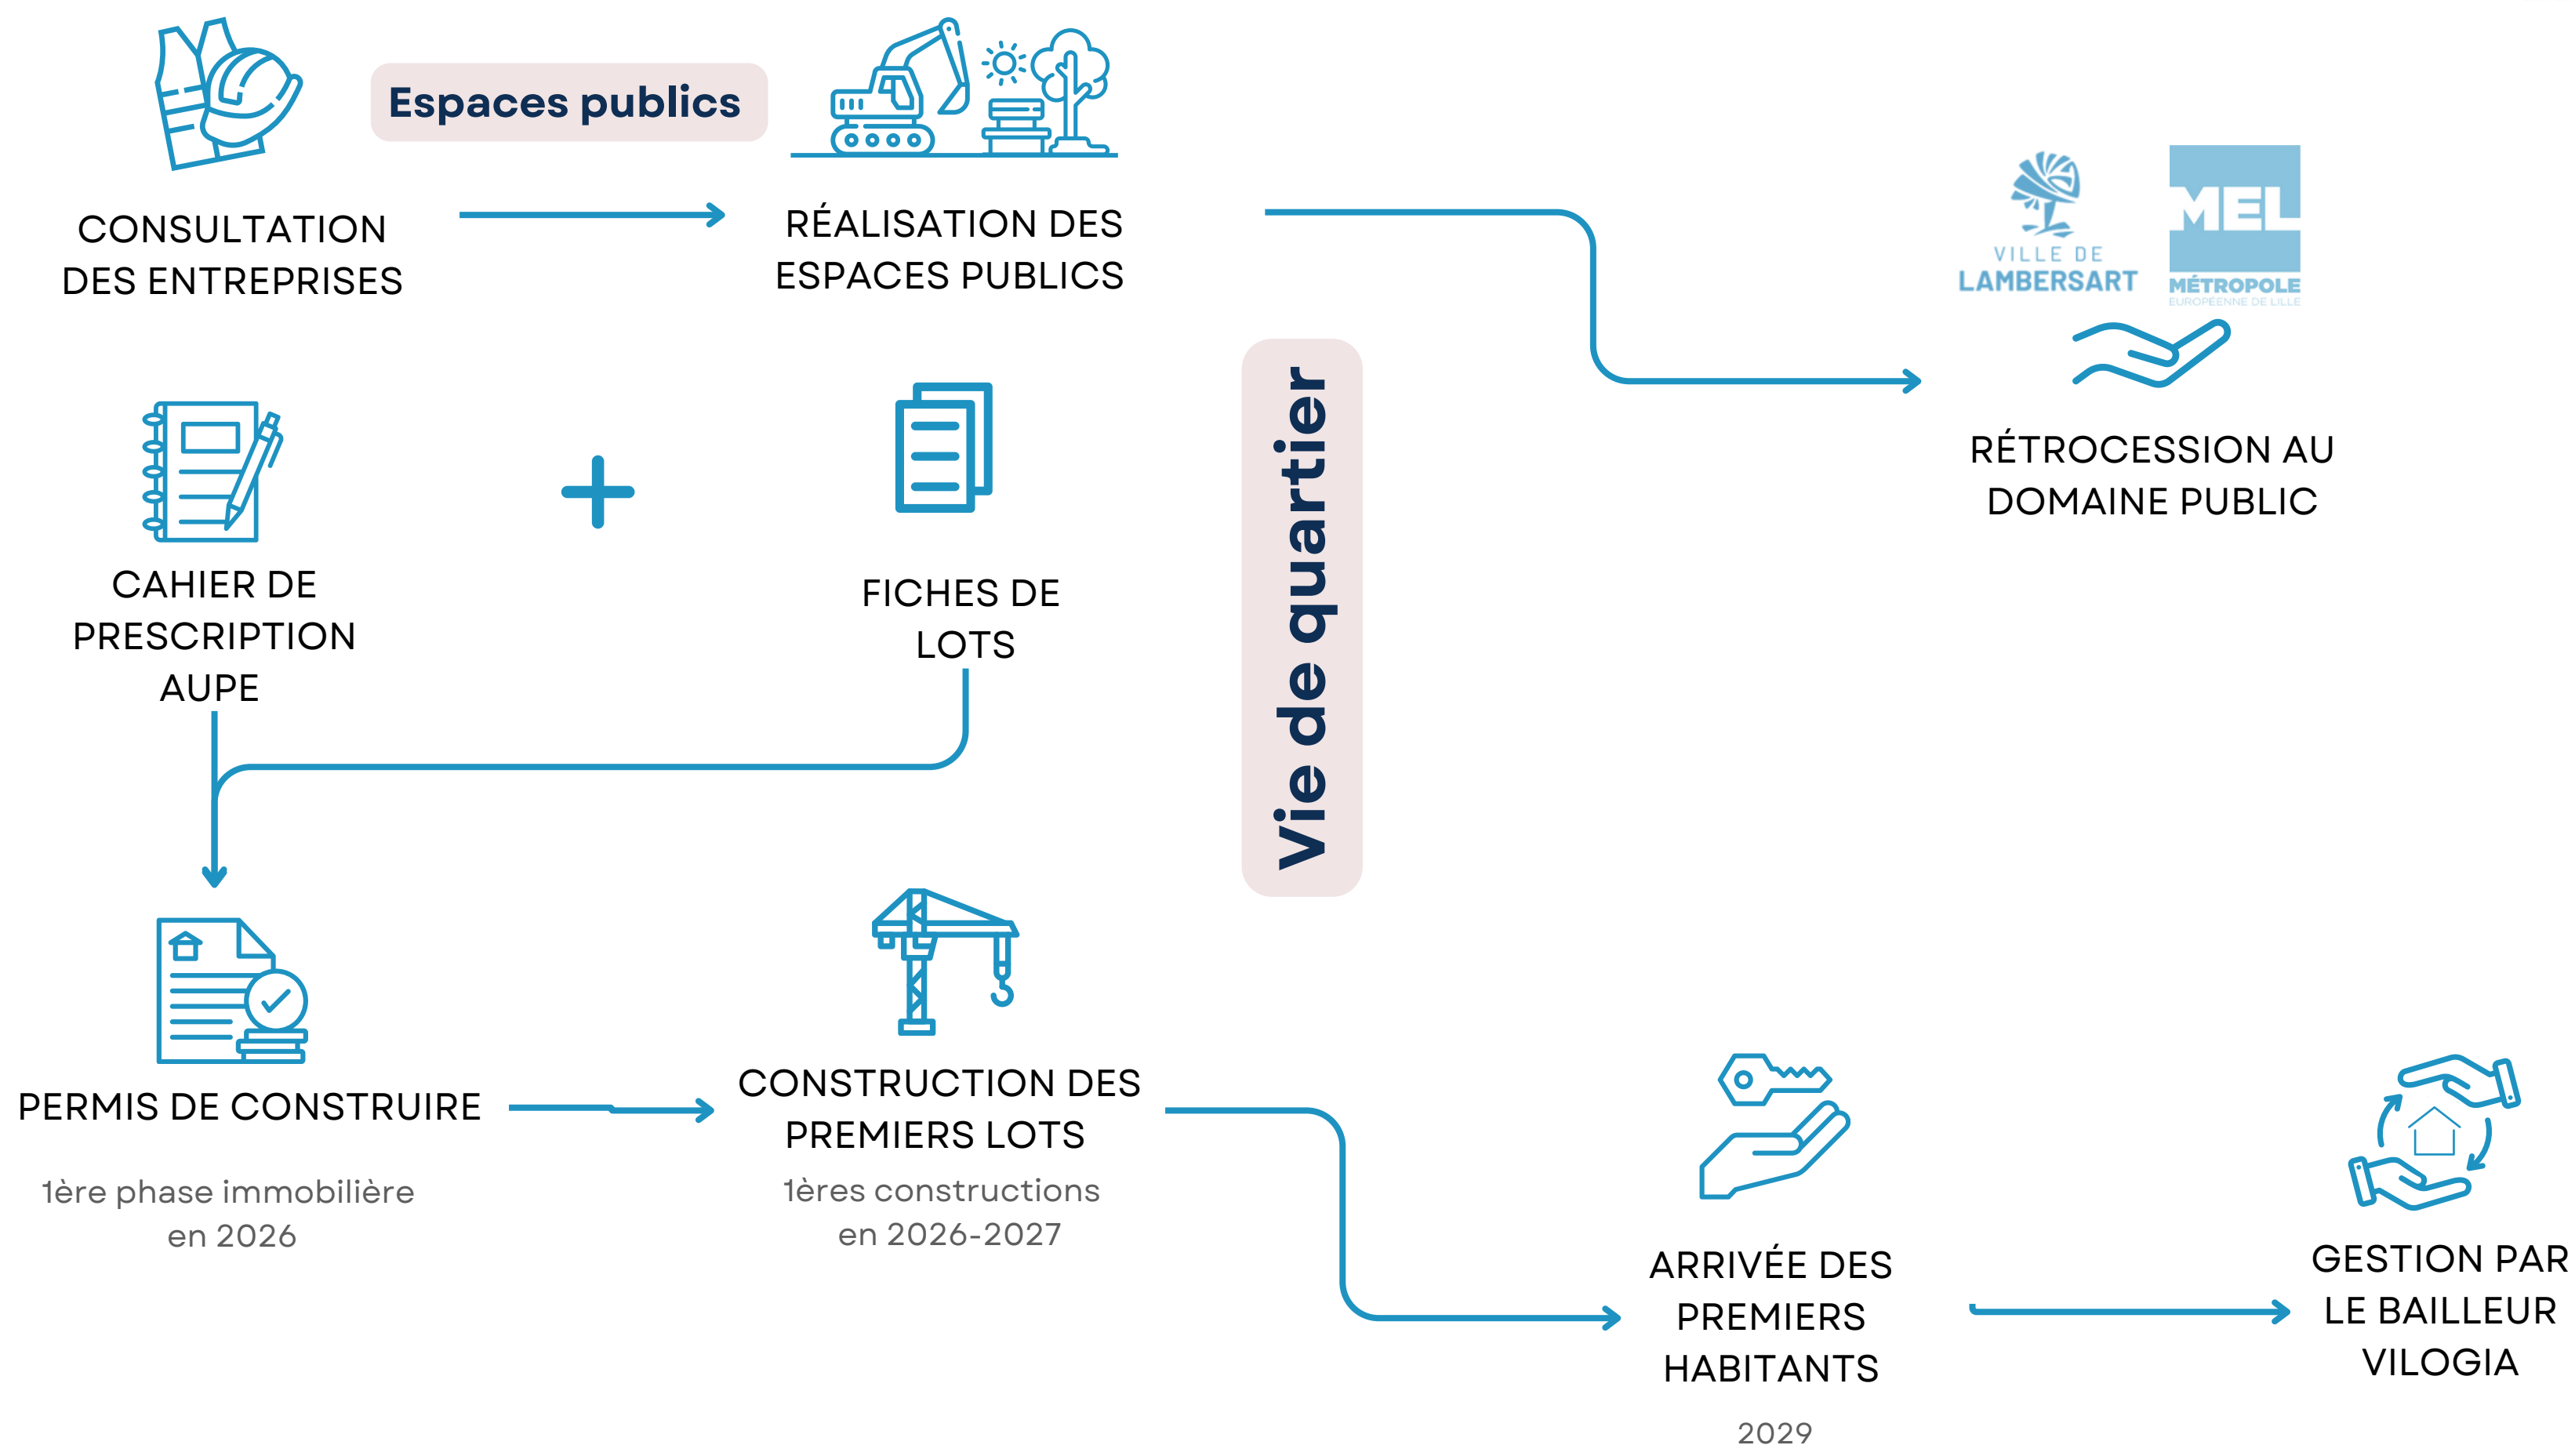 Espaces publics
CONSULTATION
DES ENTREPRISES
RÉALISATION DES
ESPACES PUBLICS
VILLE DE
LAMBERSART
MEL
MÉTROPOLE
EUROPÉENNE DE LILLE
RÉTROCESSION AU
DOMAINE PUBLIC
CAHIER DE
PRESCRIPTION
AUPE
FICHES DE
LOTS
Vie de quartier
PERMIS DE CONSTRUIRE
1ère phase immobilière
en 2026
CONSTRUCTION DES
PREMIERS LOTS
1ères constructions
en 2026-2027
ARRIVÉE DES
PREMIERS
HABITANTS
2029
GESTION PAR
LE BAILLEUR
VILOGIA